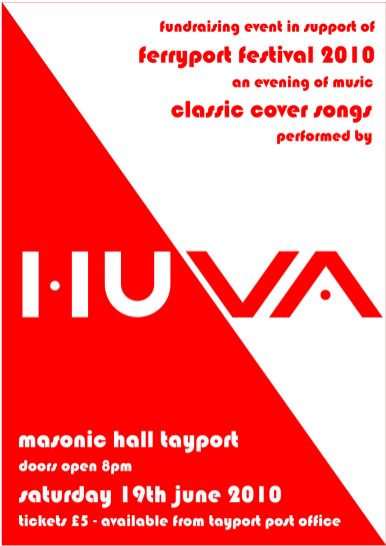 fundraising event in support of
ferryport festival 2010
an evening of music
classic cover songs
performed by
HUVA
masonic hall tayport
doors open 8pm
saturday 19th june 2010
tickets £5 - available from tayport post office